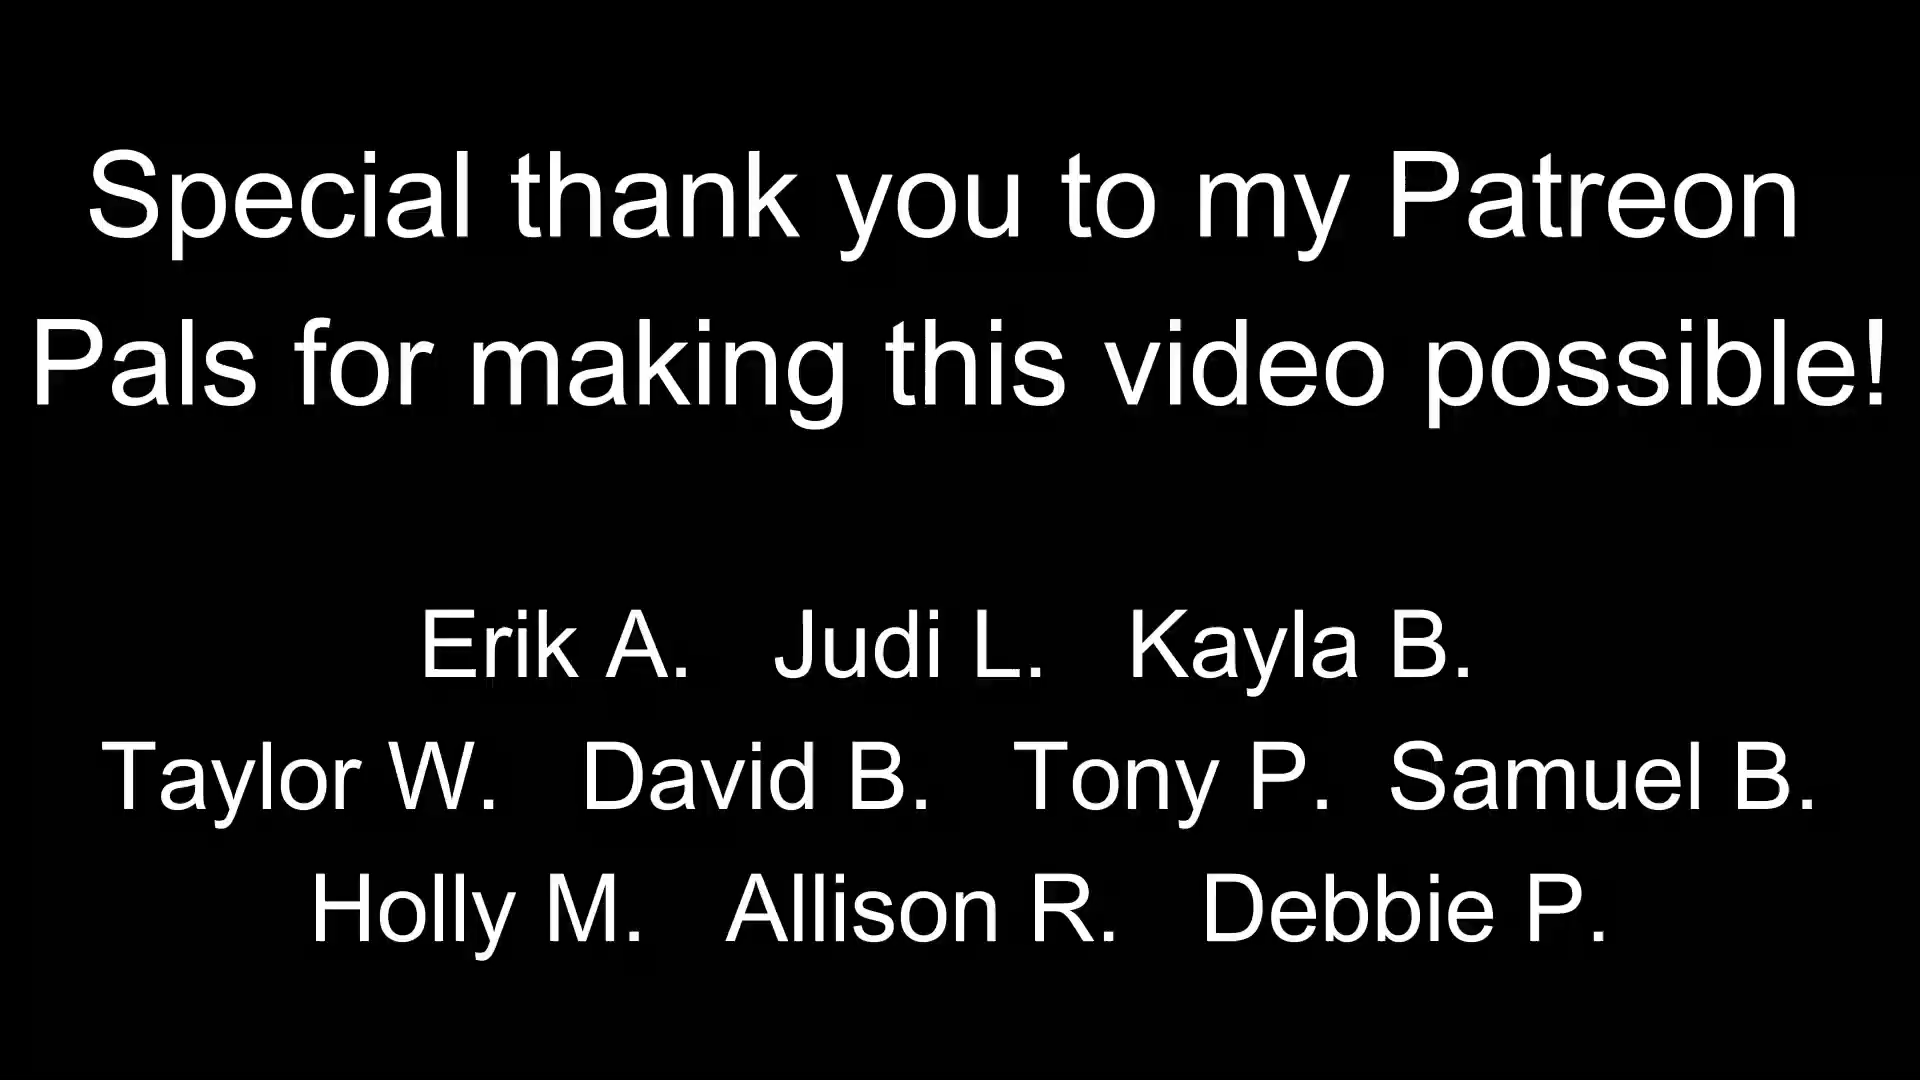 Special thank you to my Patreon
Pals for making this video possible!
Erik A. Judi L. Kayla B.
Taylor W. David B. Tony P. Samuel B.
Holly M. Allison R. Debbie P.